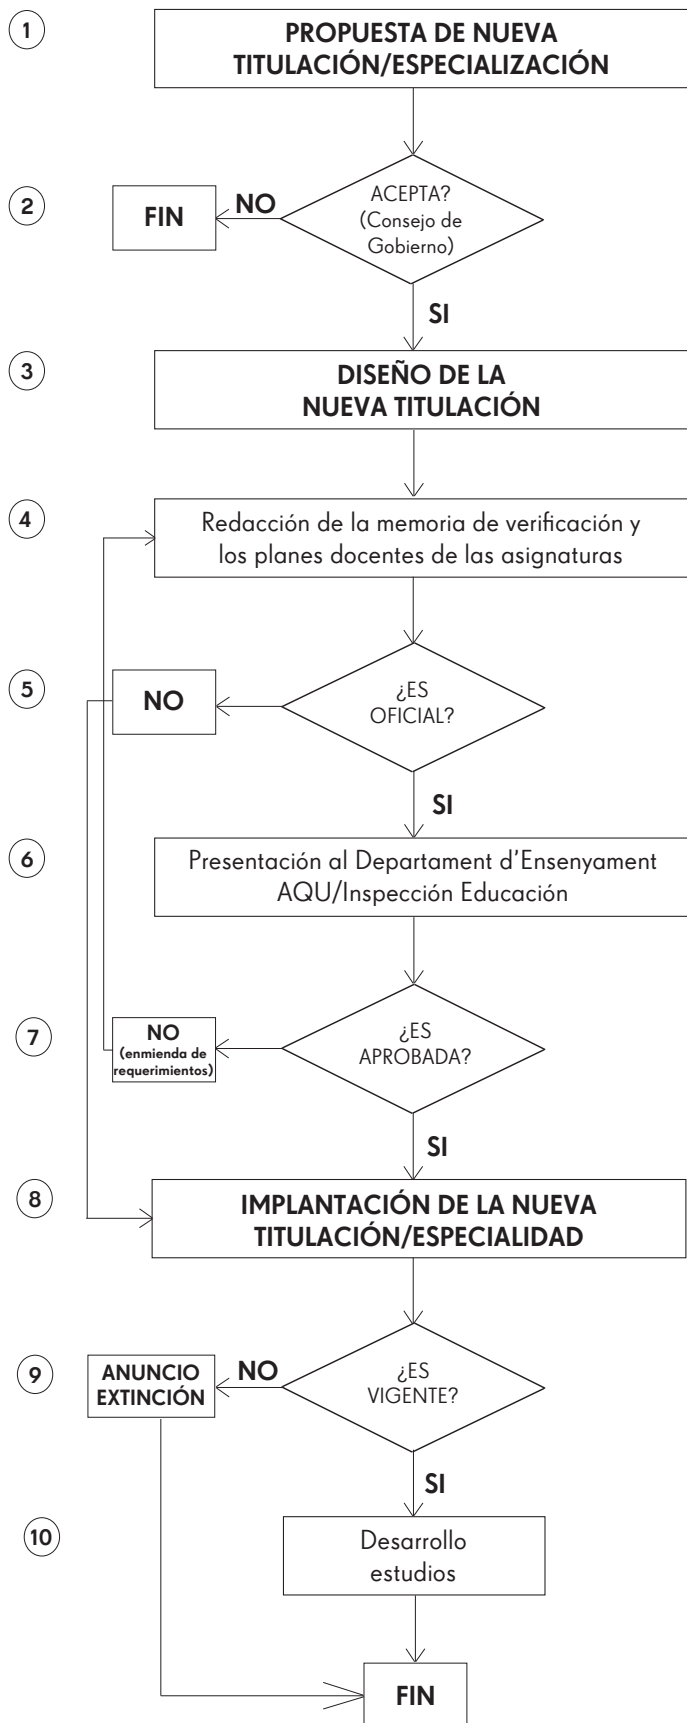 1
PROPUESTA DE NUEVA
TITULACIÓN/ESPECIALIZACIÓN
2
FIN
NO
ACEPTA?
(Consejo de
Gobierno)
SI
3
DISEÑO DE LA
NUEVA TITULACIÓN
4
Redacción de la memoria de verificación y
los planes docentes de las asignaturas
5
NO
¿ES
OFICIAL?
SI
6
Presentación al Departament d'Ensenyament
AQU/Inspección Educación
7
NO
(enmienda de
requerimientos)
¿ES
APROBADA?
SI
8
IMPLANTACIÓN DE LA NUEVA
TITULACIÓN/ESPECIALIDAD
9
ANUNCIO
EXTINCIÓN
NO
¿ES
VIGENTE?
SI
10
Desarrollo
estudios
FIN